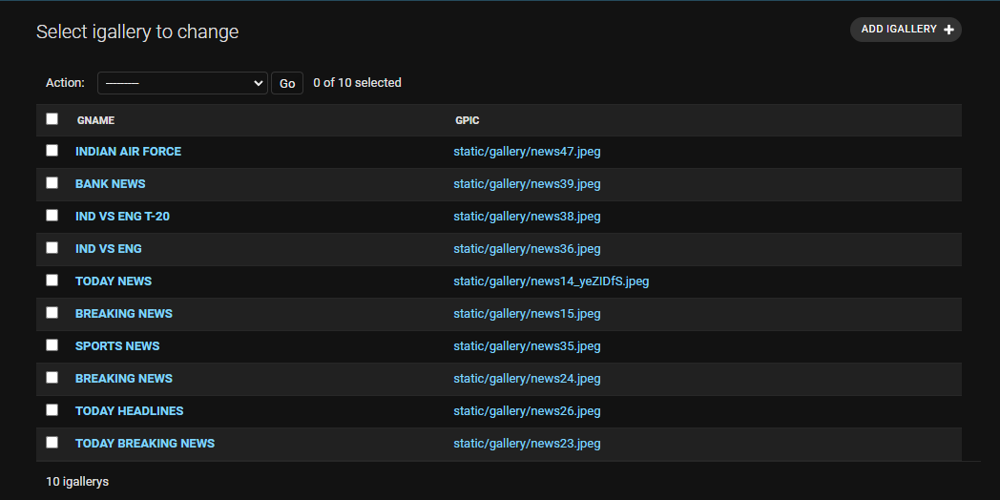 Select igallery to change
ADD IGALLERY +
Action: --------- Go 0 of 10 selected
GNAME GPIC
INDIAN AIR FORCE static/gallery/news47.jpeg
BANK NEWS static/gallery/news39.jpeg
IND VS ENG T-20 static/gallery/news38.jpeg
IND VS ENG static/gallery/news36.jpeg
TODAY NEWS static/gallery/news14_yeZIDfS.jpeg
BREAKING NEWS static/gallery/news15.jpeg
SPORTS NEWS static/gallery/news35.jpeg
BREAKING NEWS static/gallery/news24.jpeg
TODAY HEADLINES static/gallery/news26.jpeg
TODAY BREAKING NEWS static/gallery/news23.jpeg
10 igallerys